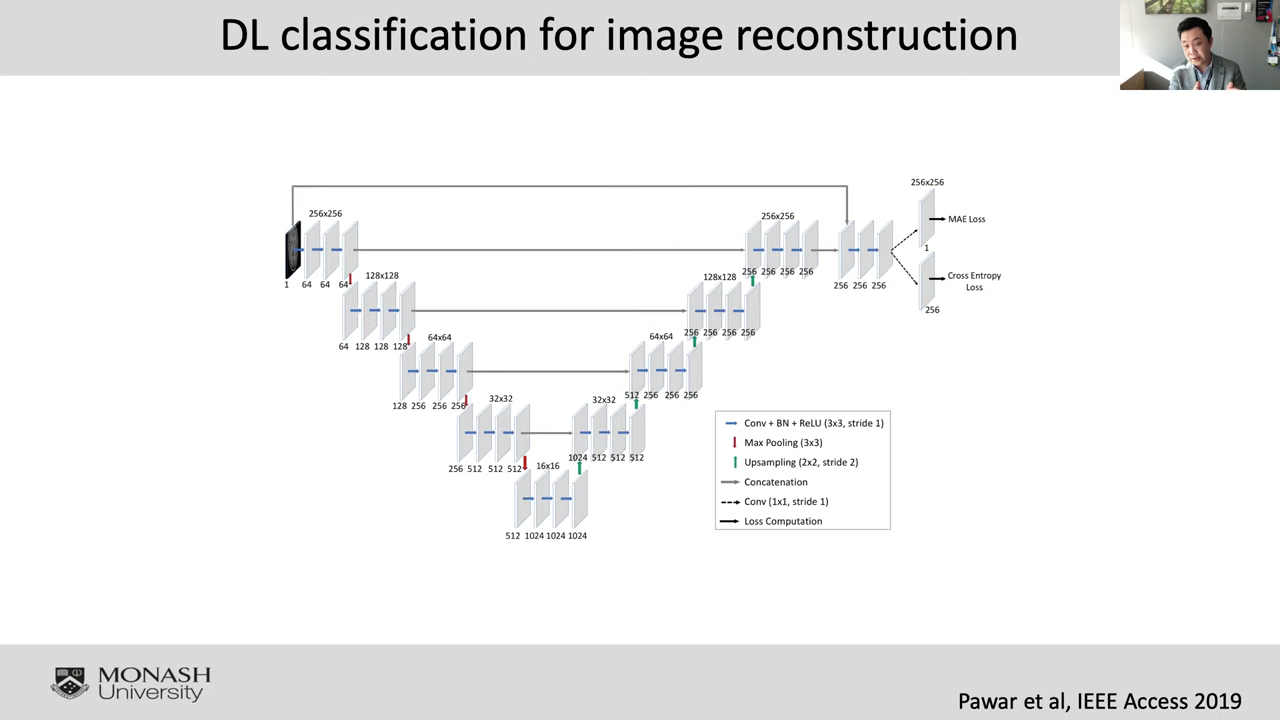 DL classification for image reconstruction
256x256
MAE Loss
1
Cross Entropy
Loss
256
256x256
1 64 64 64
256x256
256 256 256 256
256 256 256
128x128
64 128 128 128
128x128
256 256 256 256
64x64
128 256 256 256
64x64
512 256 256 256
32x32
256 512 512 512
32x32
1024 512 512 512
16x16
512 1024 1024 1024
Conv + BN + ReLU (3x3, stride 1)
Max Pooling (3x3)
Upsampling (2x2, stride 2)
Concatenation
Conv (1x1, stride 1)
Loss Computation
MONASH
University
Pawar et al, IEEE Access 2019